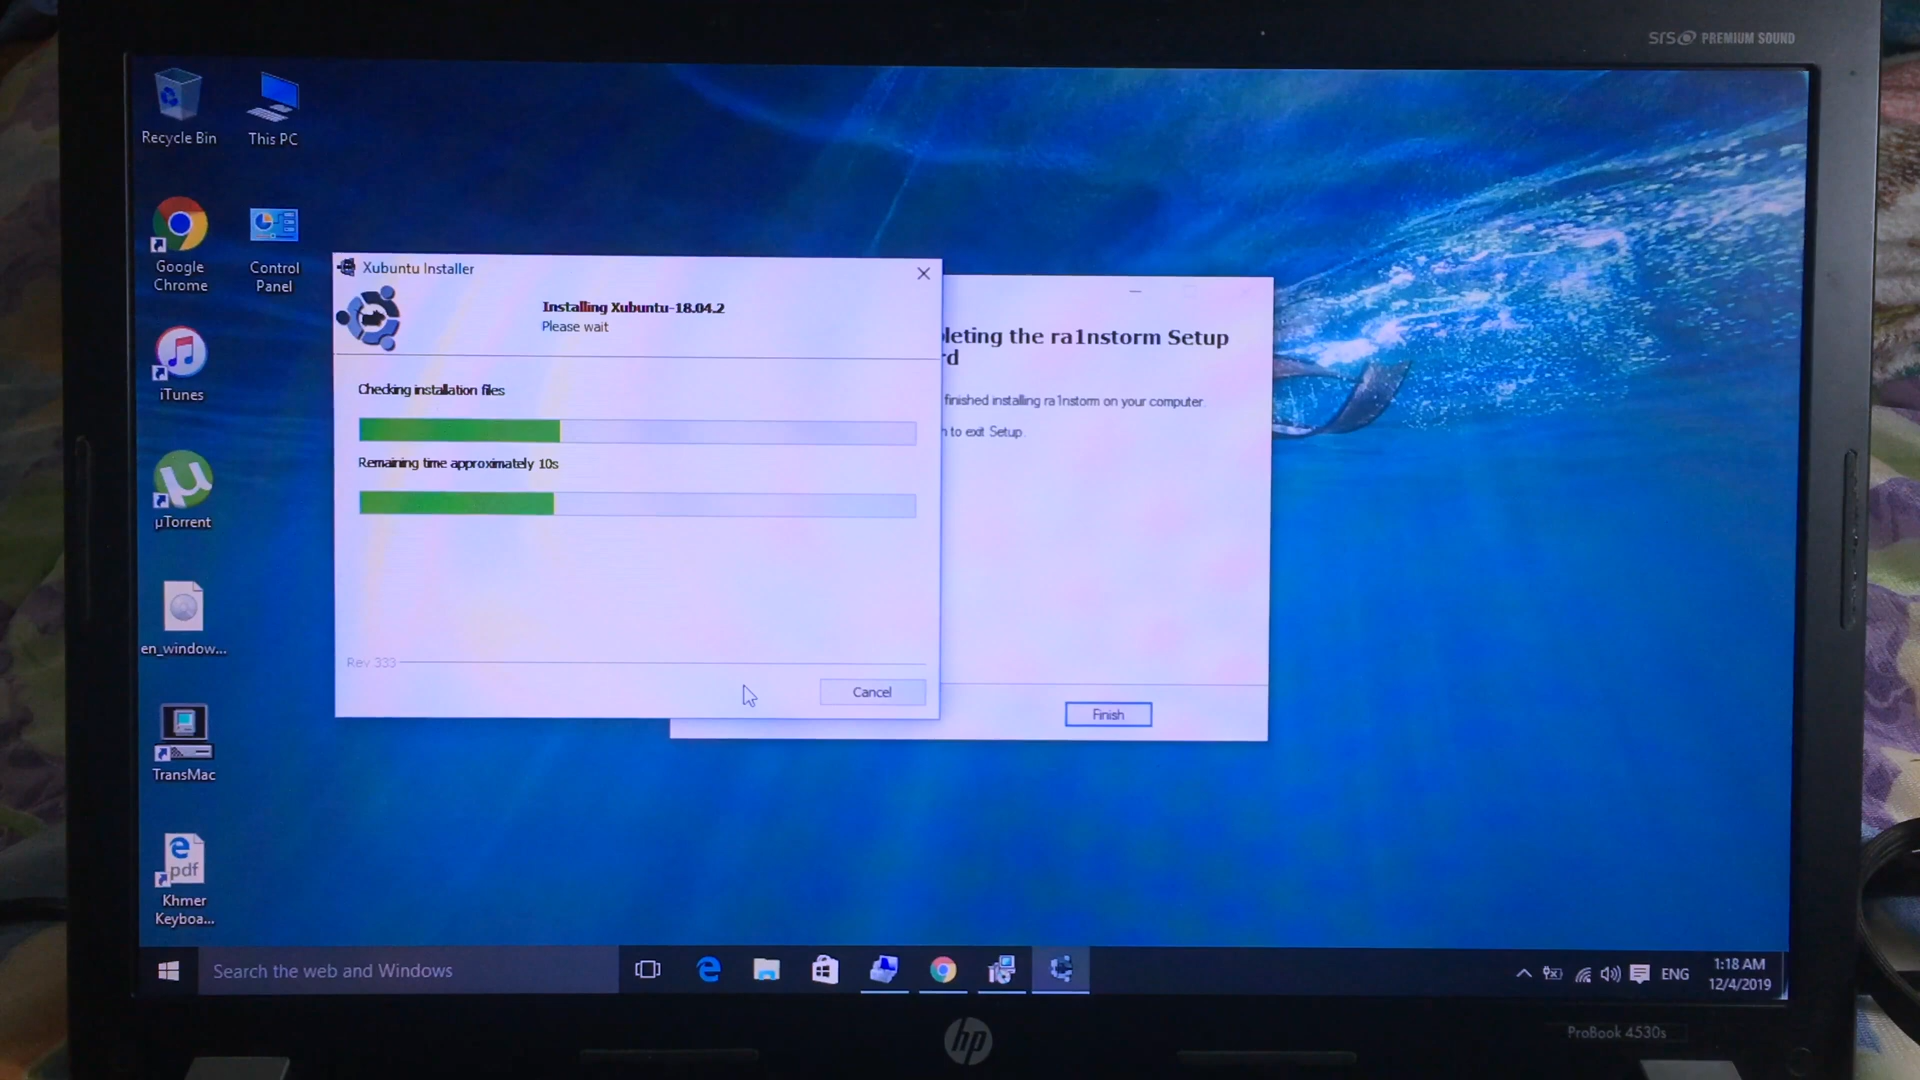 srs PREMIUM SOUND
Recycle Bin
This PC
Google
Chrome
Control
Panel
iTunes
µTorrent
en_window...
TransMac
pdf
Khmer
Keyboa...
Xubuntu Installer
Installing Xubuntu-18.04.2
Please wait
Checking installation files
Remaining time approximately 10s
Rev 333
Cancel
leting the ra1nstorm Setup
rd
finished installing ra1nstorm on your computer.
h to exit Setup.
Finish
Search the web and Windows
ENG
1:18 AM
12/4/2019
hp
ProBook 4530s